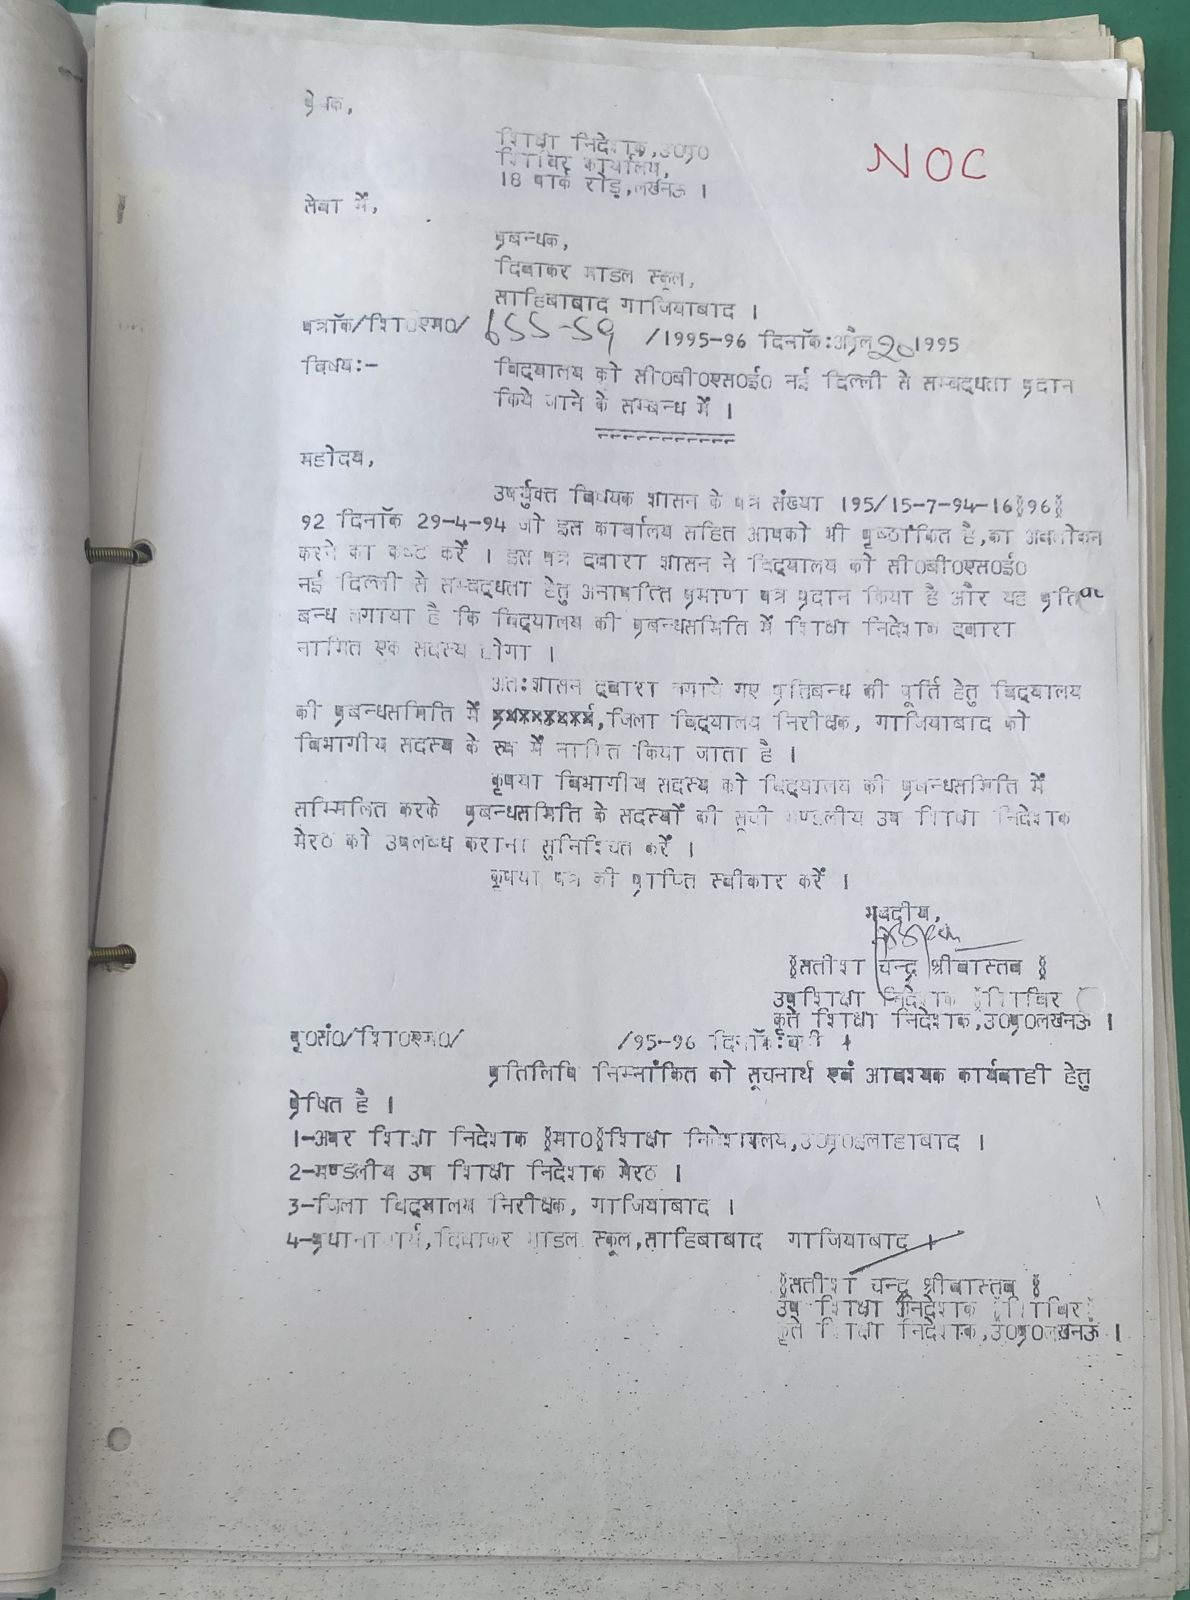 प्रेषक,
NOC
शिक्षा निदेशक,उ0प्र0
शिविर कार्यालय,
18 पार्क रोड़,लखनऊ ।
सेवा में,
प्रबन्धक,
दिवाकर माडल स्कूल,
साहिबाबाद गाजियाबाद ।
पत्रॉक/शि0एम0/ 655-59 /1995-96 दिनॉक:अप्रैल 20 1995
विषय:- विद्यालय को सी0बी0एस0ई0 नई दिल्ली से सम्बद्धता प्रदान
किये जाने के सम्बन्ध में ।
महोदय,
उपर्युक्त विषयक शासन के पत्र संख्या 195/15-7-94-16§96§
92 दिनॉक 29-4-94 जो इस कार्यालय सहित आपको भी पृष्ठांकित है,का अवलोकन
करने का कष्ट करें । इस पत्र द्वारा शासन ने विद्यालय को सी0बी0एस0ई0
नई दिल्ली से सम्बद्धता हेतु अनापत्ति प्रमाण पत्र प्रदान किया है और यह प्रति
बन्ध लगाया है कि विद्यालय की प्रबन्धसमिति में शिक्षा निदेशक द्वारा
नामित एक सदस्य होगा ।
अत:शासन द्वारा लगाये गए प्रतिबन्ध की पूर्ति हेतु विद्यालय
की प्रबन्धसमिति में xxxxxxxx,जिला विद्यालय निरीक्षक, गाजियाबाद को
विभागीय सदस्य के रूप में नामित किया जाता है ।
कृपया विभागीय सदस्य को विद्यालय की प्रबन्धसमिति में
सम्मिलित करके प्रबन्धसमिति के सदस्यों की सूची मण्डलीय उप शिक्षा निदेशक
मेरठ को उपलब्ध कराना सुनिश्चित करें ।
कृपया पत्र की प्राप्ति स्वीकार करें ।
भवदीय,
§सतीश चन्द्र श्रीवास्तव §
उपशिक्षा निदेशक §शिविर
कृते शिक्षा निदेशक,उ0प्र0लखनऊ ।
पृ0सं0/शि0एम0/ /95-96 दिनॉक:वही ।
प्रतिलिपि निम्नांकित को सूचनार्थ एवं आवश्यक कार्यवाही हेतु
प्रेषित है ।
1-अपर शिक्षा निदेशक §मा0§शिक्षा निदेशालय,उ0प्र0इलाहाबाद ।
2-मण्डलीय उप शिक्षा निदेशक मेरठ ।
3-जिला विद्यालय निरीक्षक, गाजियाबाद ।
4-प्रधानाचार्य,दिवाकर माडल स्कूल,साहिबाबाद गाजियाबाद ।
§सतीश चन्द्र श्रीवास्तव §
उप शिक्षा निदेशक §शिविर§
कृते शिक्षा निदेशक,उ0प्र0लखनऊ ।